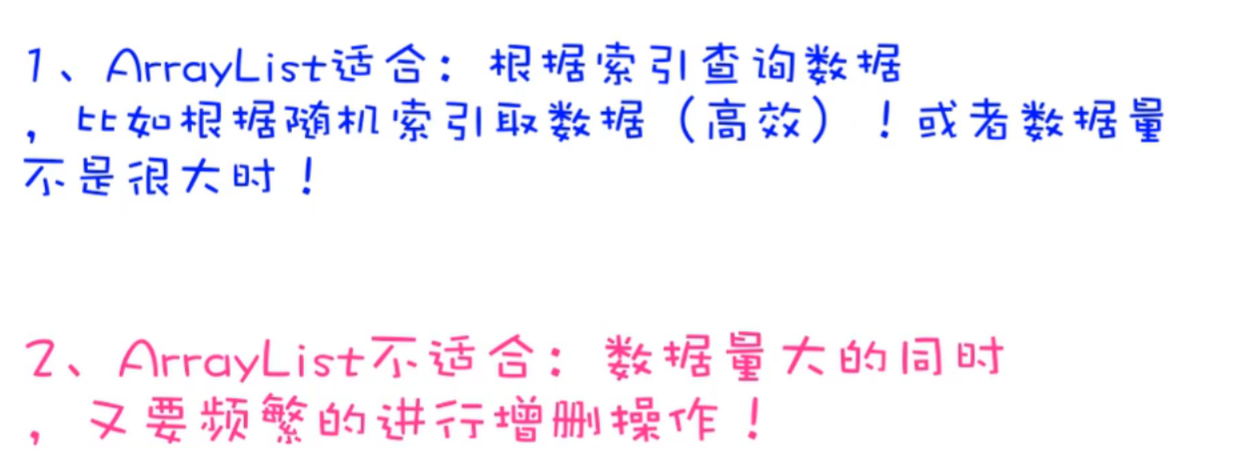 1、ArrayList适合：根据索引查询数据
，比如根据随机索引取数据（高效）！或者数据量
不是很大时！
2、ArrayList不适合：数据量大的同时
，又要频繁的进行增删操作！